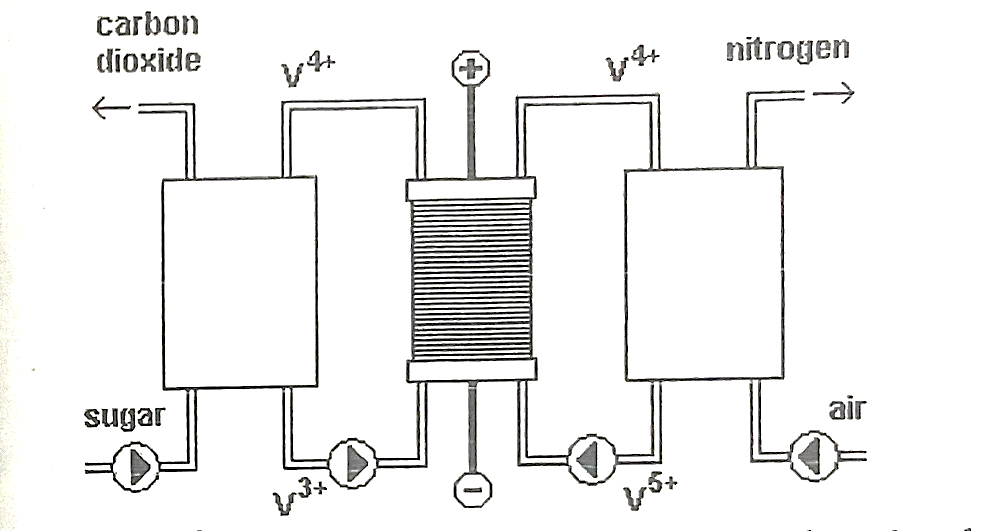 carbon
dioxide
V4+
+
V4+
nitrogen
sugar
V3+
−
V5+
air